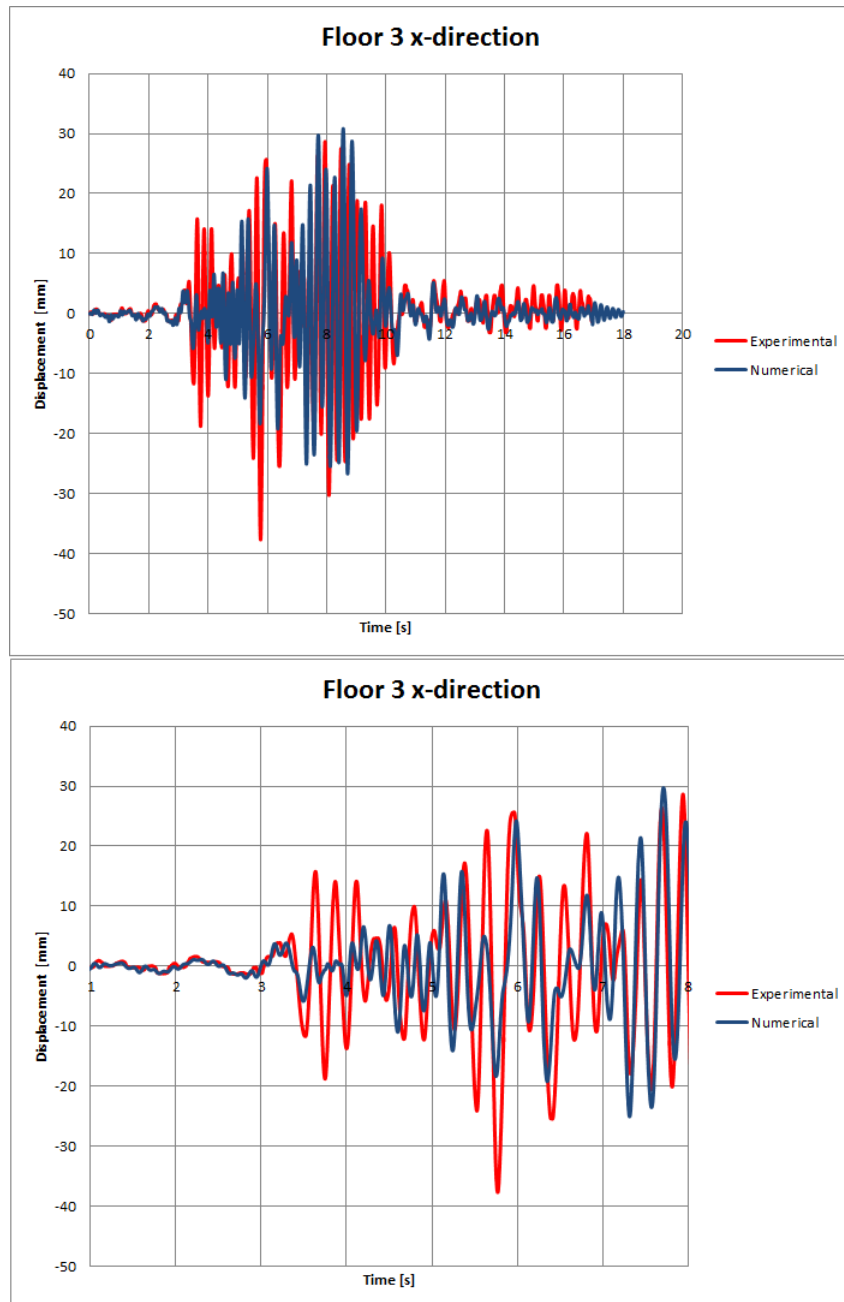 Floor 3 x-direction
40
30
20
10
0
-10
-20
-30
-40
-50
0 2 4 6 8 10 12 14 16 18 20
Displacement [mm]
Time [s]
Experimental
Numerical
Floor 3 x-direction
40
30
20
10
0
-10
-20
-30
-40
-50
1 2 3 4 5 6 7 8
Displacement [mm]
Time [s]
Experimental
Numerical